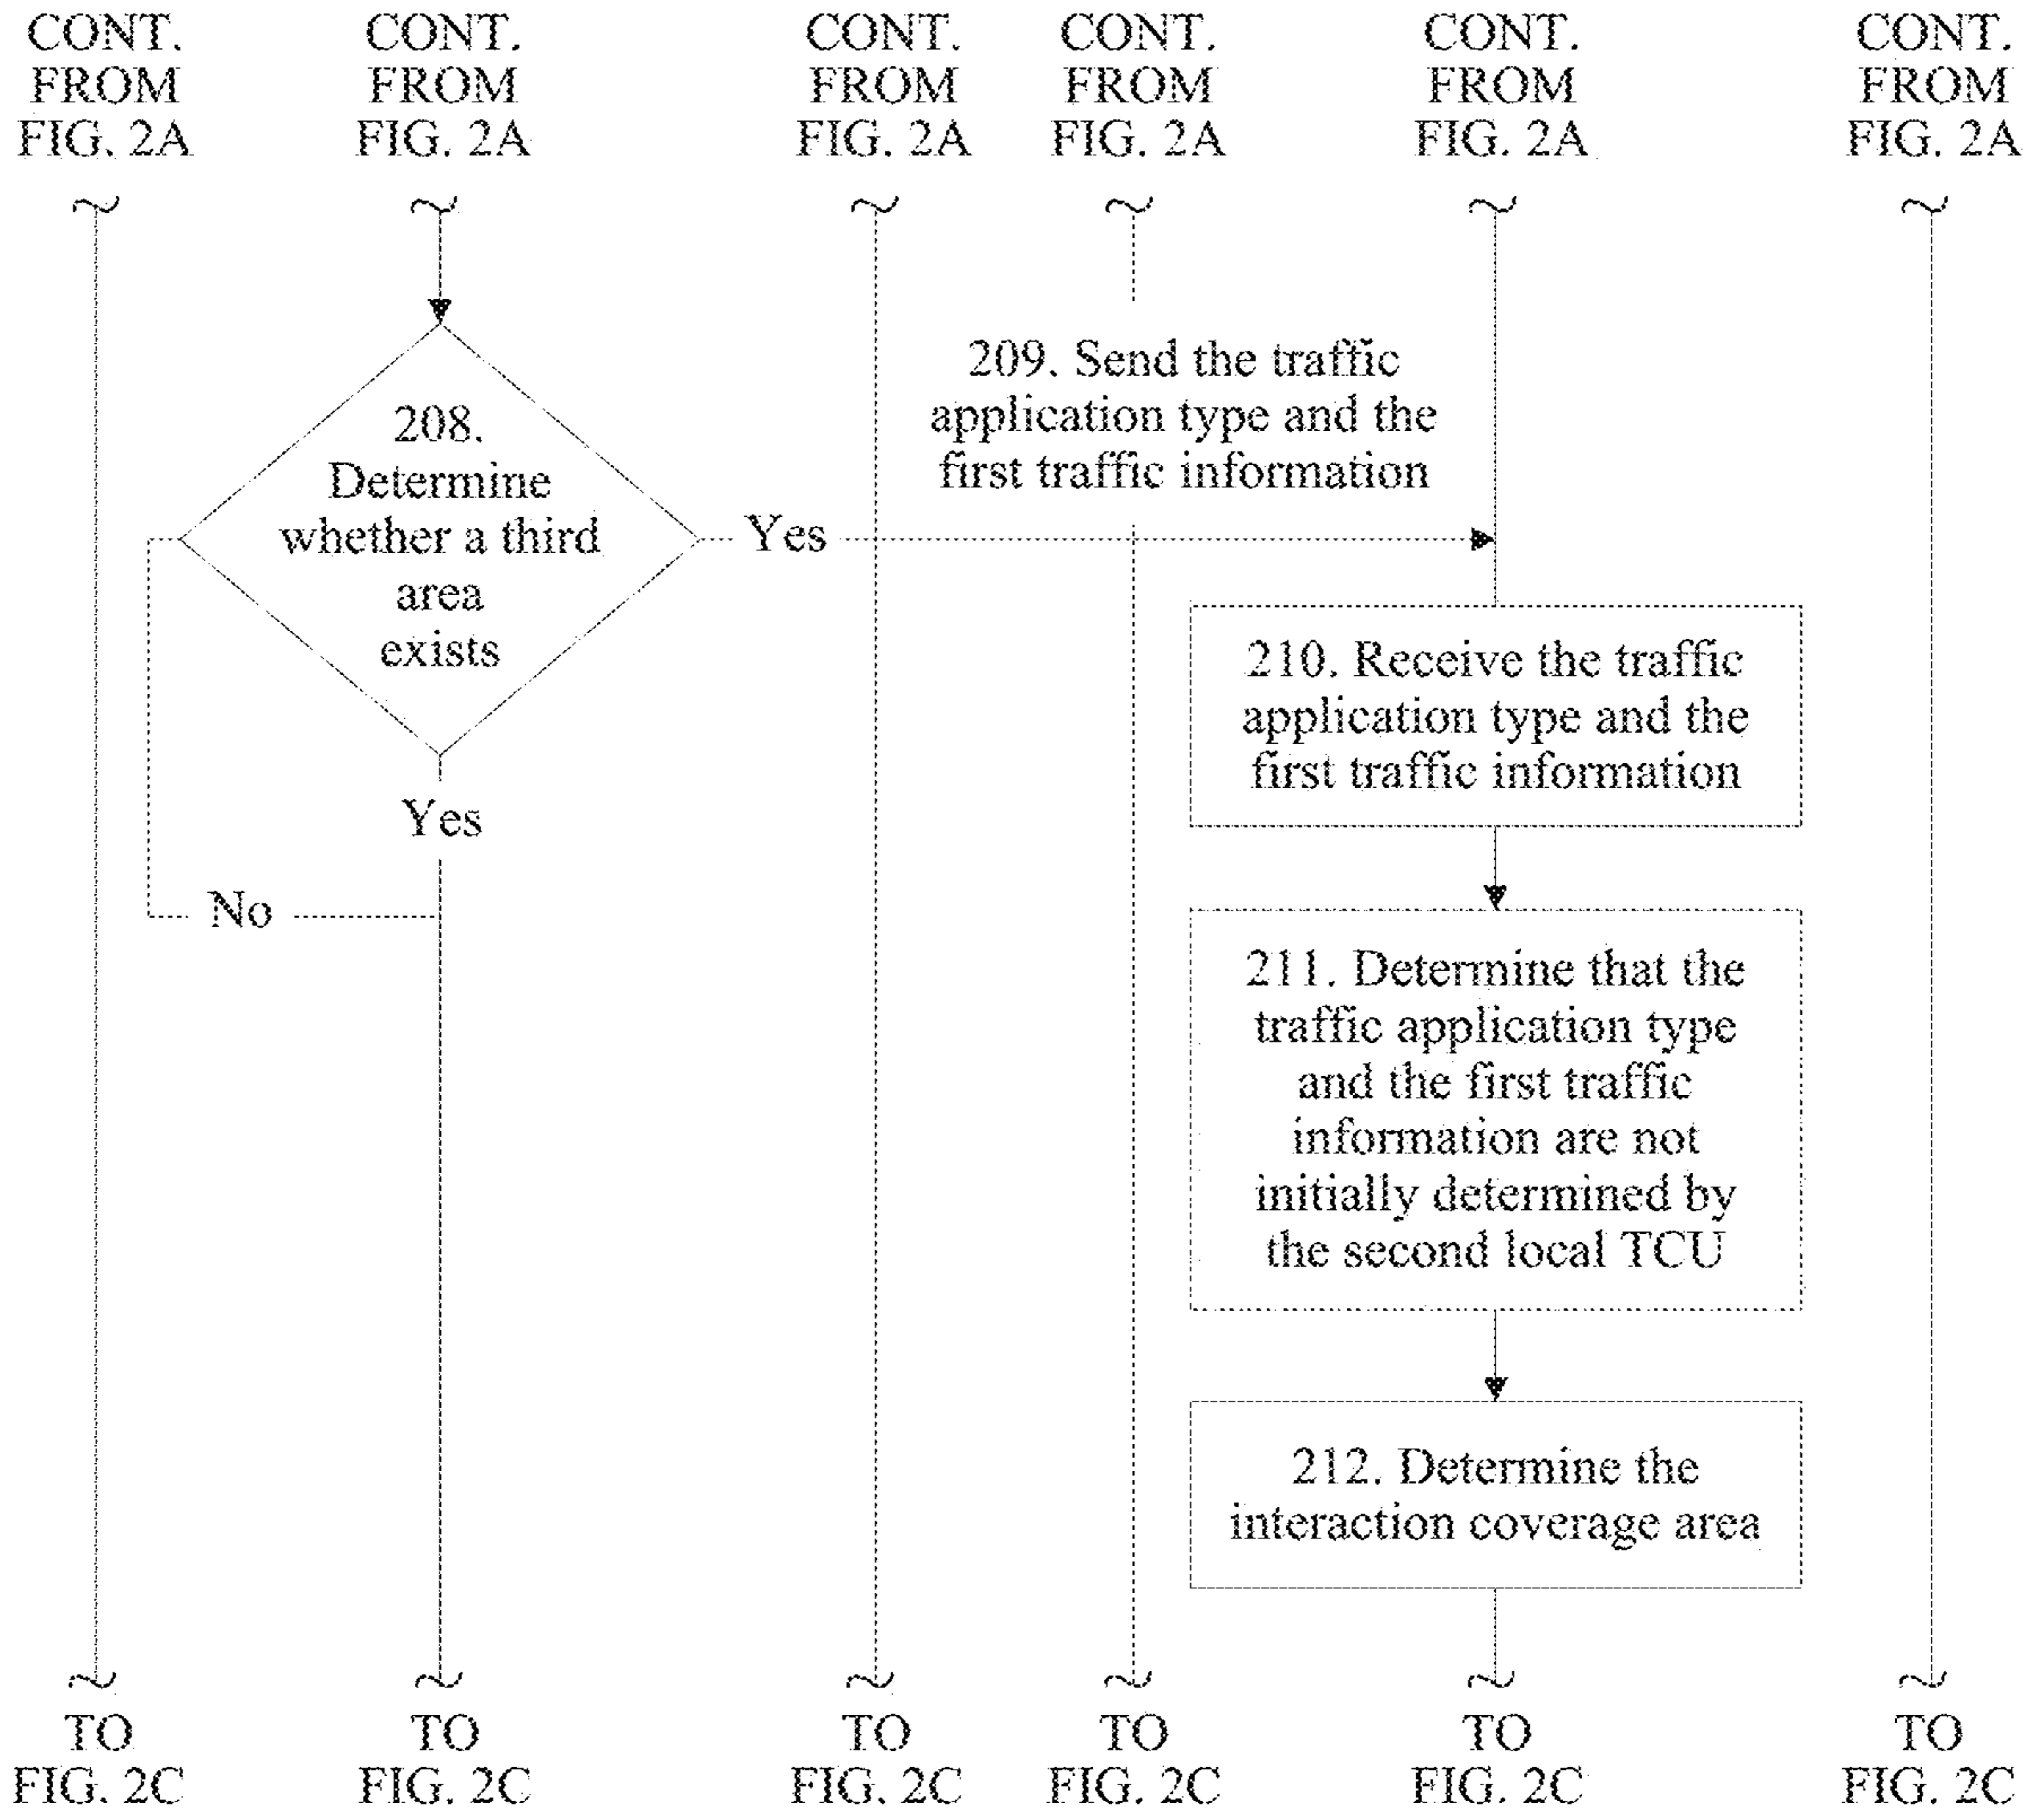 CONT.
FROM
FIG. 2A
CONT.
FROM
FIG. 2A
CONT.
FROM
FIG. 2A
CONT.
FROM
FIG. 2A
CONT.
FROM
FIG. 2A
CONT.
FROM
FIG. 2A
208.
Determine
whether a third
area
exists
Yes
No
Yes
209. Send the traffic
application type and the
first traffic information
210. Receive the traffic
application type and the
first traffic information
211. Determine that the
traffic application type
and the first traffic
information are not
initially determined by
the second local TCU
212. Determine the
interaction coverage area
TO
FIG. 2C
TO
FIG. 2C
TO
FIG. 2C
TO
FIG. 2C
TO
FIG. 2C
TO
FIG. 2C